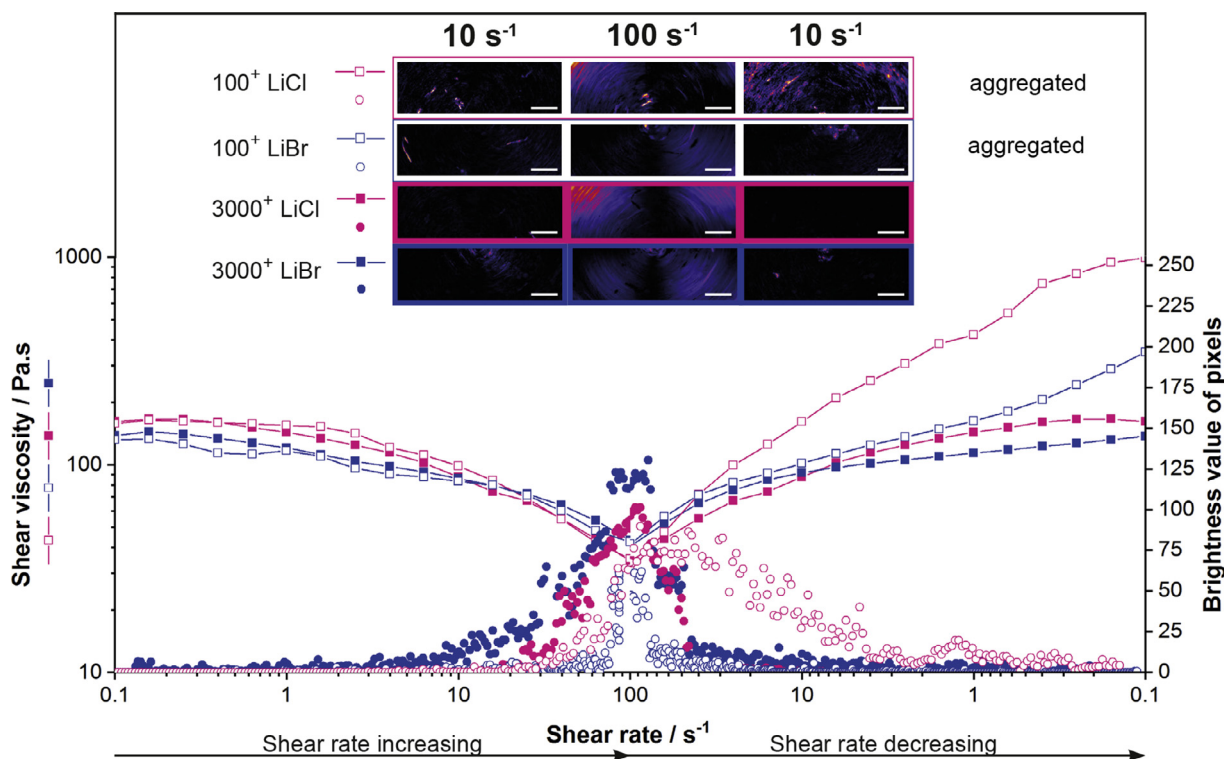 10 s⁻¹ 100 s⁻¹ 10 s⁻¹
100⁺ LiCl aggregated
100⁺ LiBr aggregated
3000⁺ LiCl
3000⁺ LiBr
1000
100
10
Shear viscosity / Pa.s
250
225
200
175
150
125
100
75
50
25
0
Brightness value of pixels
0.1 1 10 100 10 1 0.1
Shear rate / s⁻¹
Shear rate increasing Shear rate decreasing